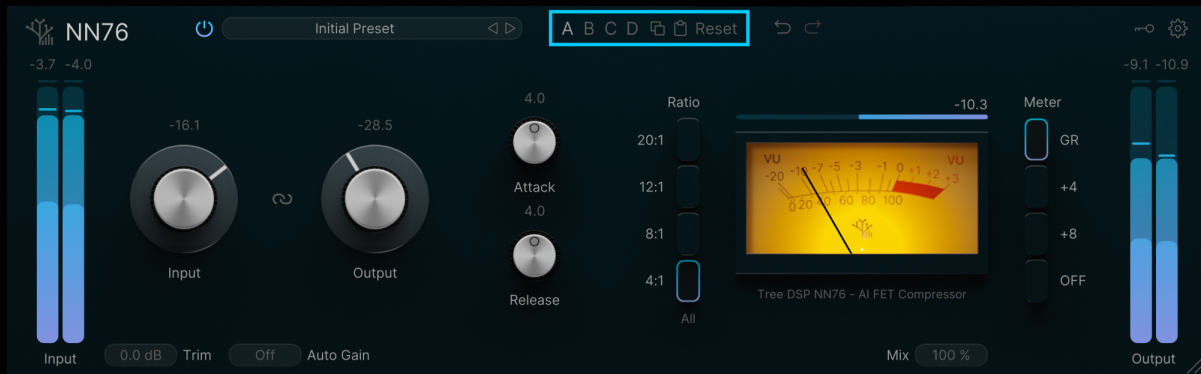 NN76
Initial Preset
A B C D Reset
-3.7 -4.0
-9.1 -10.9
-16.1
-28.5
4.0
Attack
4.0
Release
Input
Output
Ratio
20:1
12:1
8:1
4:1
All
-10.3
VU VU
-20 -10 -7 -5 -3 -1 0 +1 +2 +3
0 20 40 60 80 100
Tree DSP NN76 - AI FET Compressor
Meter
GR
+4
+8
OFF
Input
0.0 dB Trim
Off Auto Gain
Mix 100 %
Output